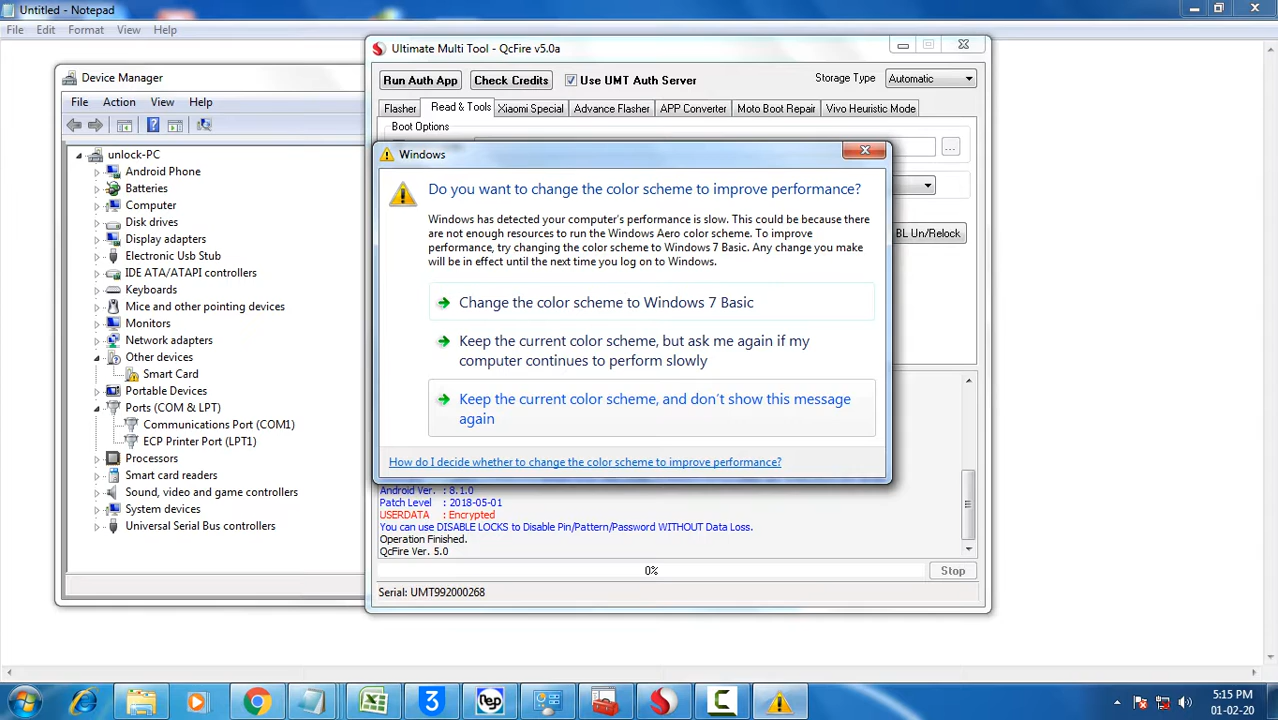 Untitled - Notepad
File Edit Format View Help
Device Manager
File Action View Help
unlock-PC
Android Phone
Batteries
Computer
Disk drives
Display adapters
Electronic Usb Stub
IDE ATA/ATAPI controllers
Keyboards
Mice and other pointing devices
Monitors
Network adapters
Other devices
Smart Card
Portable Devices
Ports (COM & LPT)
Communications Port (COM1)
ECP Printer Port (LPT1)
Processors
Smart card readers
Sound, video and game controllers
System devices
Universal Serial Bus controllers
Ultimate Multi Tool - QcFire v5.0a
Run Auth App Check Credits Use UMT Auth Server Storage Type Automatic
Flasher Read & Tools Xiaomi Special Advance Flasher APP Converter Moto Boot Repair Vivo Heuristic Mode
Boot Options
...
BL Un/Relock
Windows
Do you want to change the color scheme to improve performance?
Windows has detected your computer's performance is slow. This could be because there
are not enough resources to run the Windows Aero color scheme. To improve
performance, try changing the color scheme to Windows 7 Basic. Any change you make
will be in effect until the next time you log on to Windows.
Change the color scheme to Windows 7 Basic
Keep the current color scheme, but ask me again if my
computer continues to perform slowly
Keep the current color scheme, and don't show this message
again
How do I decide whether to change the color scheme to improve performance?
Android Ver. : 8.1.0
Patch Level : 2018-05-01
USERDATA : Encrypted
You can use DISABLE LOCKS to Disable Pin/Pattern/Password WITHOUT Data Loss.
Operation Finished.
QcFire Ver. 5.0
0%
Stop
Serial: UMT992000268
3
nep
5:15 PM
01-02-20